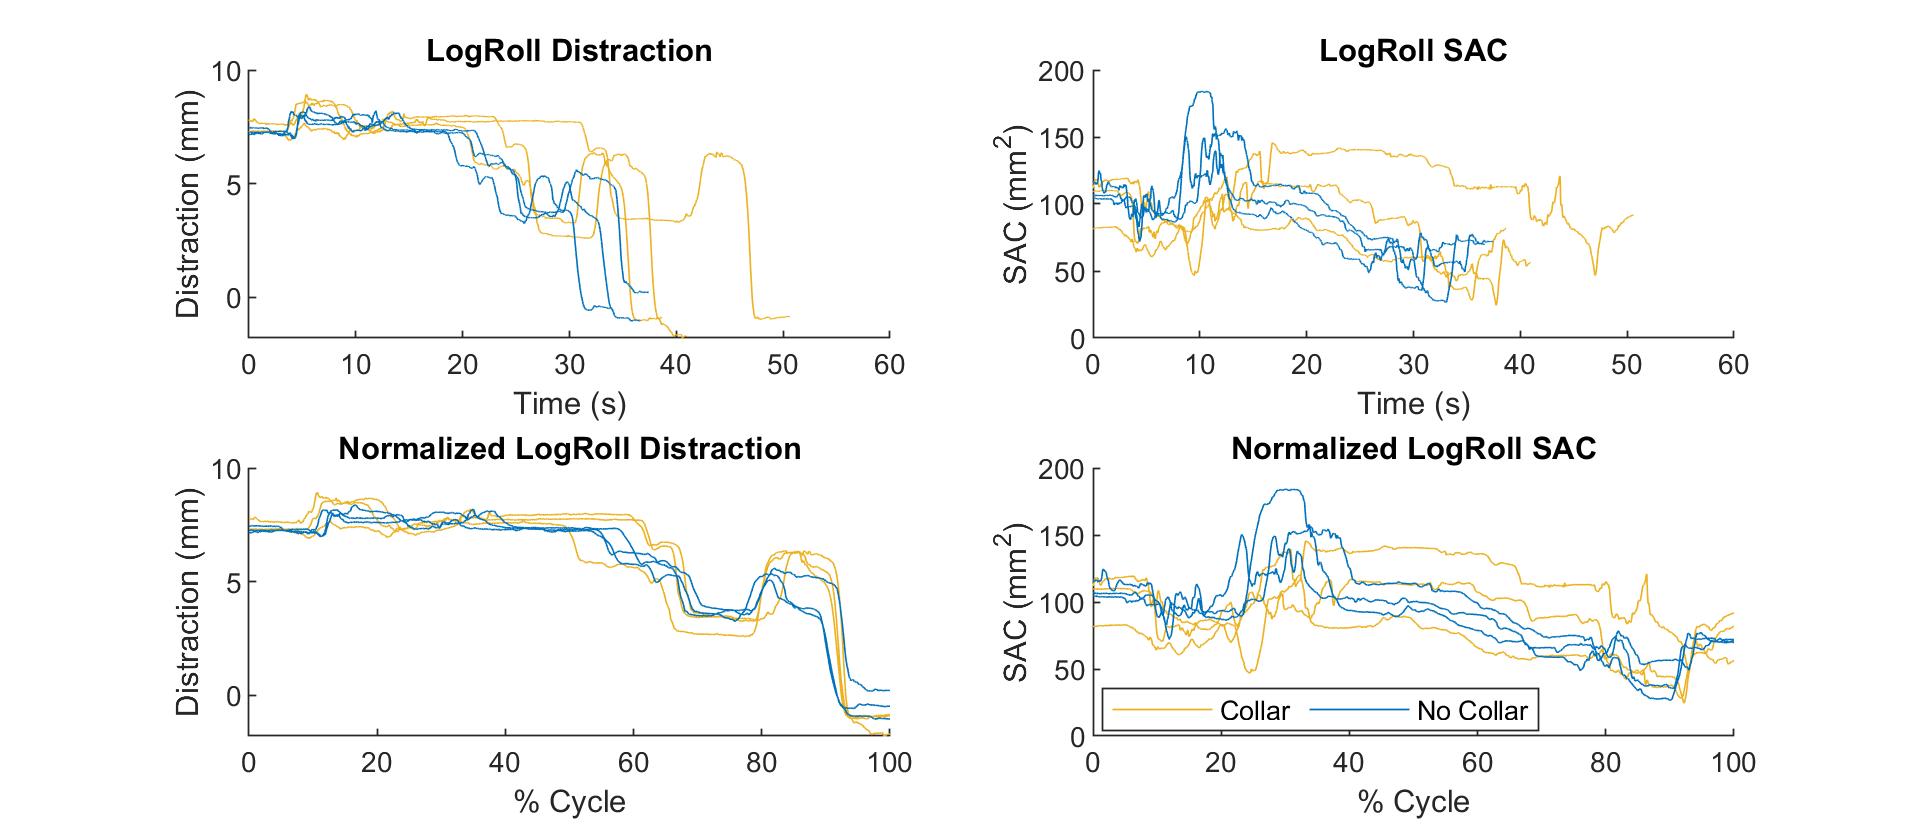 LogRoll Distraction
10
5
0
Distraction (mm)
0 10 20 30 40 50 60
Time (s)
LogRoll SAC
200
150
100
50
0
SAC (mm²)
0 10 20 30 40 50 60
Time (s)
Normalized LogRoll Distraction
10
5
0
Distraction (mm)
0 20 40 60 80 100
% Cycle
Normalized LogRoll SAC
200
150
100
50
0
SAC (mm²)
Collar No Collar
0 20 40 60 80 100
% Cycle